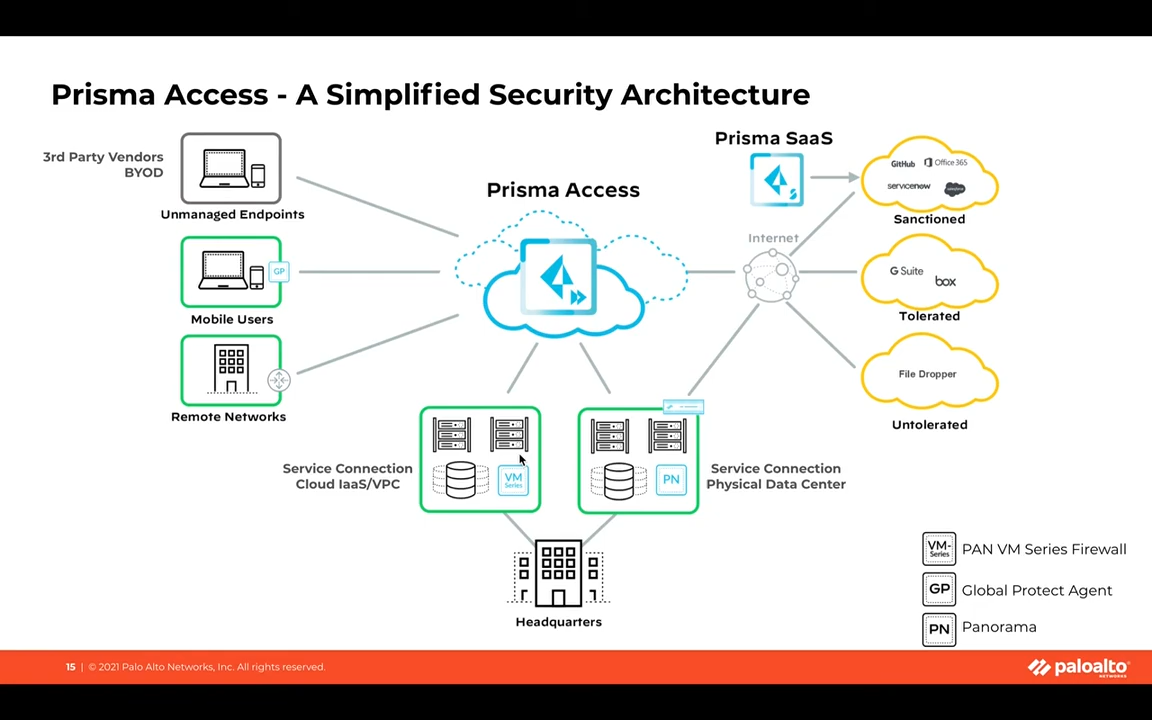 Prisma Access - A Simplified Security Architecture
3rd Party Vendors
BYOD
Unmanaged Endpoints
GP
Mobile Users
Remote Networks
Prisma Access
Prisma SaaS
Internet
GitHub
Office 365
servicenow
salesforce
Sanctioned
G Suite
box
Tolerated
File Dropper
Untolerated
Service Connection
Cloud IaaS/VPC
VM
Series
PN
Service Connection
Physical Data Center
Headquarters
VM-
Series
PAN VM Series Firewall
GP
Global Protect Agent
PN
Panorama
15 | © 2021 Palo Alto Networks, Inc. All rights reserved.
paloalto
NETWORKS